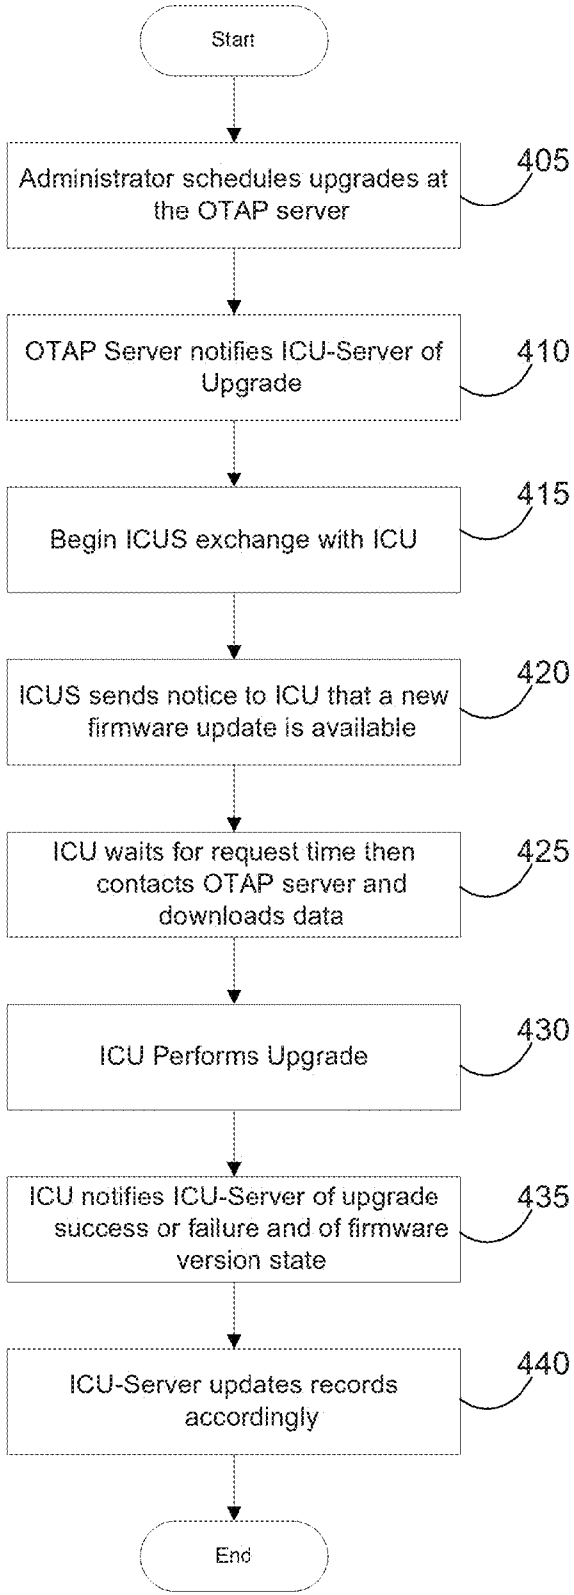 Start
405
Administrator schedules upgrades at
the OTAP server
410
OTAP Server notifies ICU-Server of
Upgrade
415
Begin ICUS exchange with ICU
420
ICUS sends notice to ICU that a new
firmware update is available
425
ICU waits for request time then
contacts OTAP server and
downloads data
430
ICU Performs Upgrade
435
ICU notifies ICU-Server of upgrade
success or failure and of firmware
version state
440
ICU-Server updates records
accordingly
End